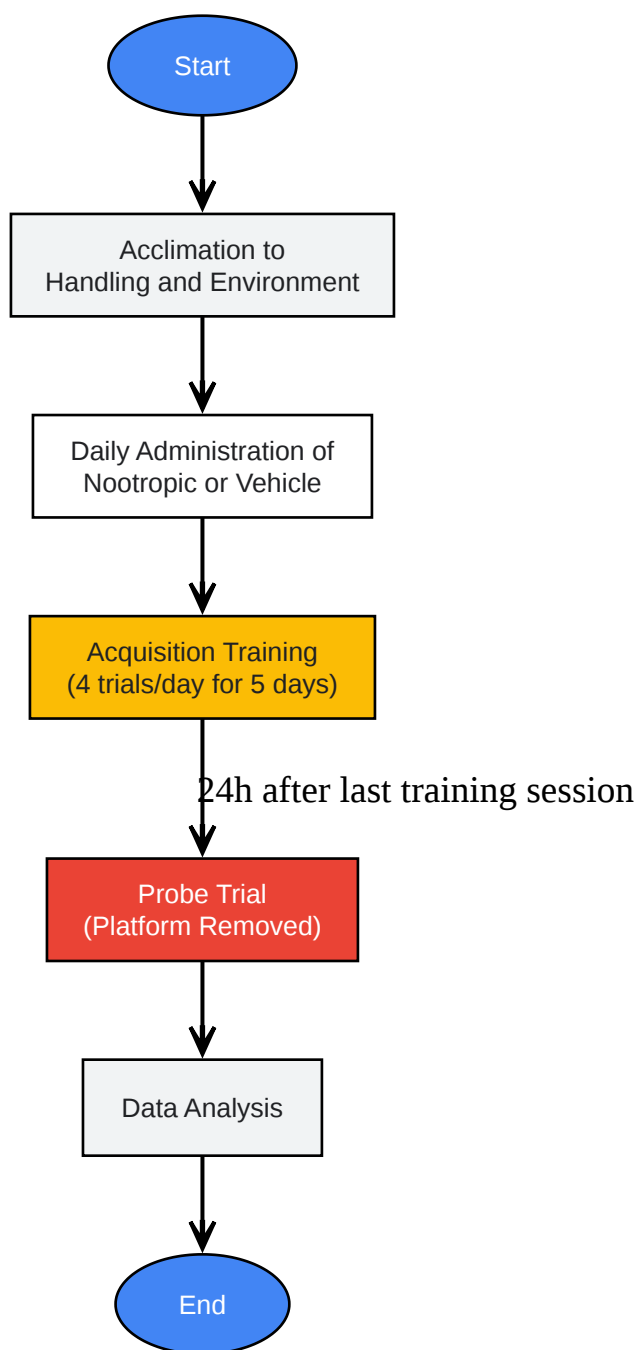 Start
Acclimation to
Handling and Environment
Daily Administration of
Nootropic or Vehicle
Acquisition Training
(4 trials/day for 5 days)
24h after last training session
Probe Trial
(Platform Removed)
Data Analysis
End